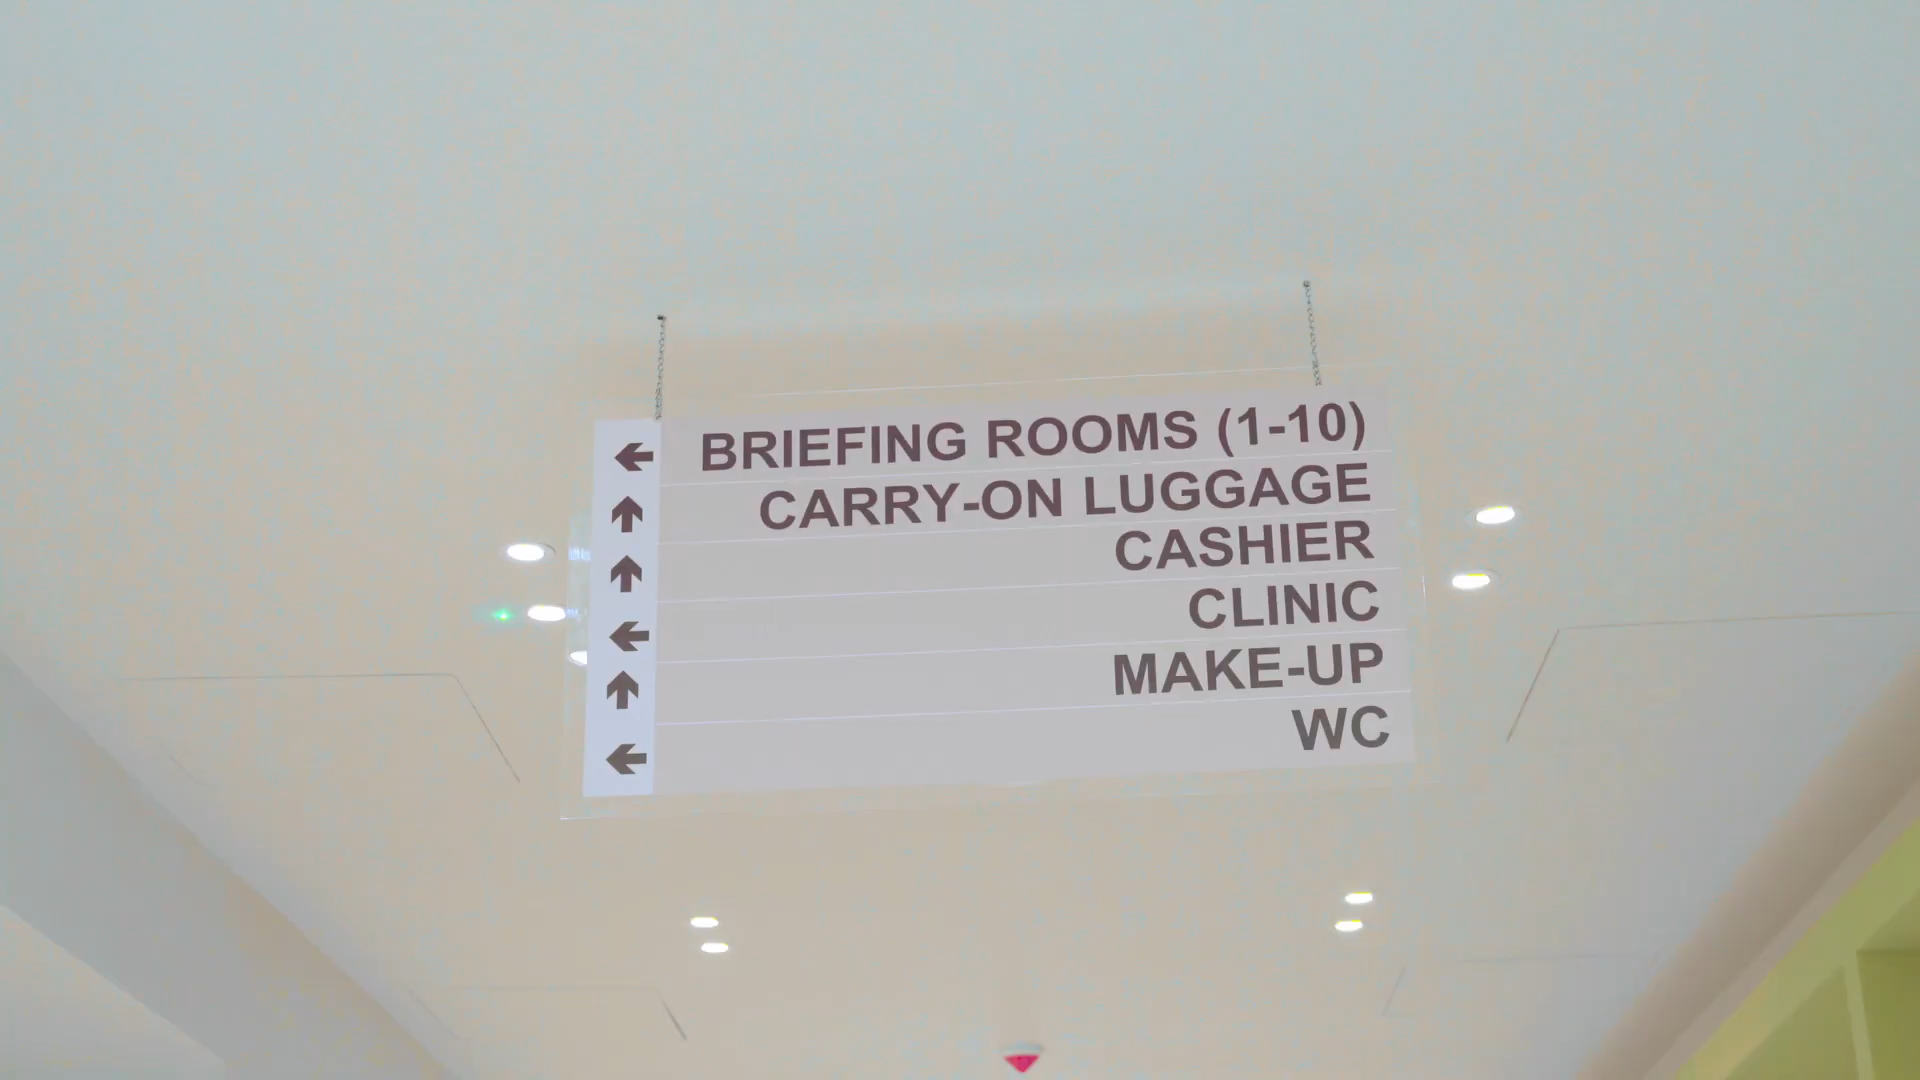 BRIEFING ROOMS (1-10)
CARRY-ON LUGGAGE
CASHIER
CLINIC
MAKE-UP
WC